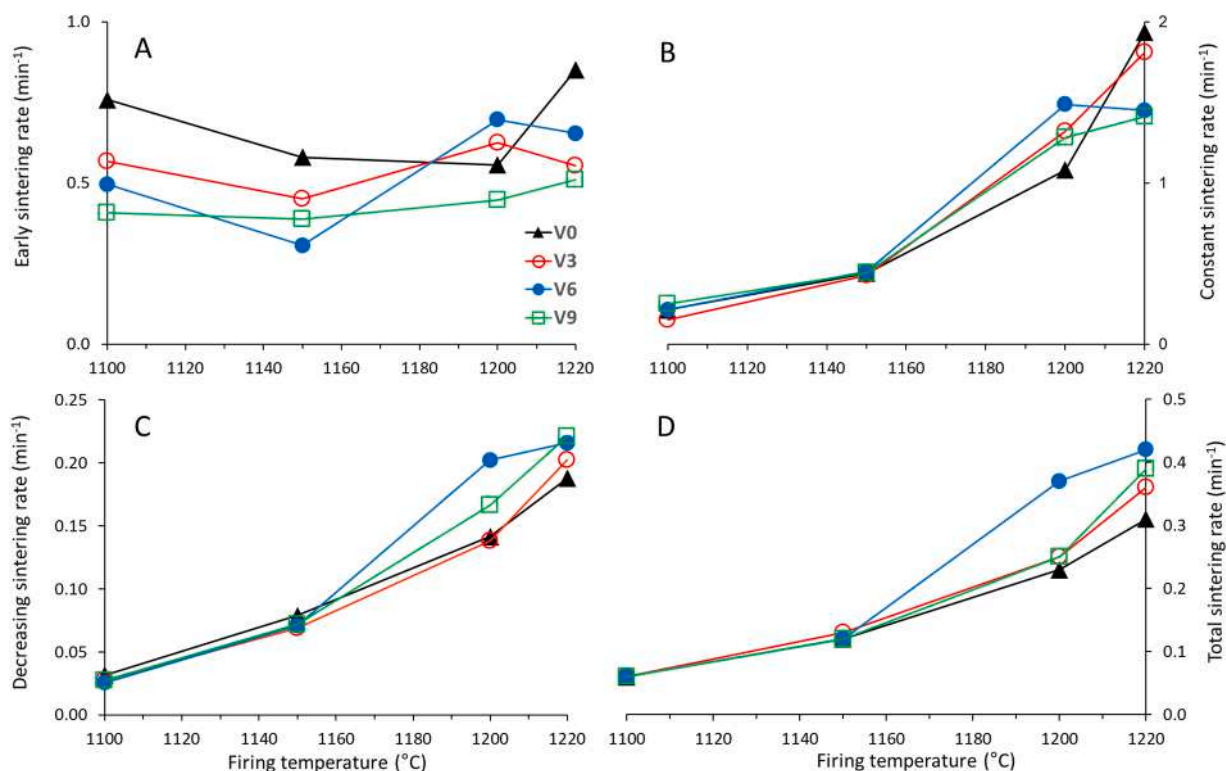 A
B
Early sintering rate (min-1)
1.0
0.5
0.0
V0
V3
V6
V9
1100 1120 1140 1160 1180 1200 1220
2
1
0
Constant sintering rate (min-1)
1100 1120 1140 1160 1180 1200 1220
C
D
Decreasing sintering rate (min-1)
0.25
0.20
0.15
0.10
0.05
0.00
1100 1120 1140 1160 1180 1200 1220
Firing temperature (°C)
0.5
0.4
0.3
0.2
0.1
0.0
Total sintering rate (min-1)
1100 1120 1140 1160 1180 1200 1220
Firing temperature (°C)